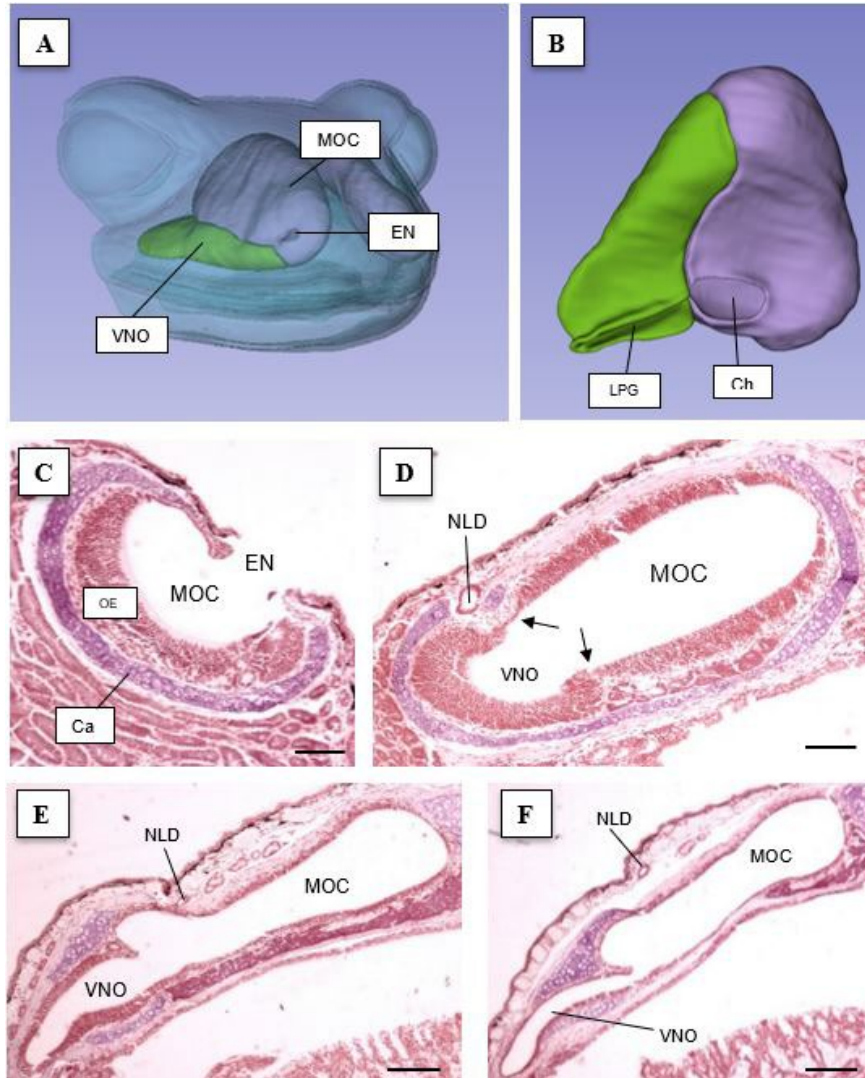 A
MOC
EN
VNO
B
LPG
Ch
C
EN
MOC
OE
Ca
D
NLD
MOC
VNO
E
NLD
MOC
VNO
F
NLD
MOC
VNO